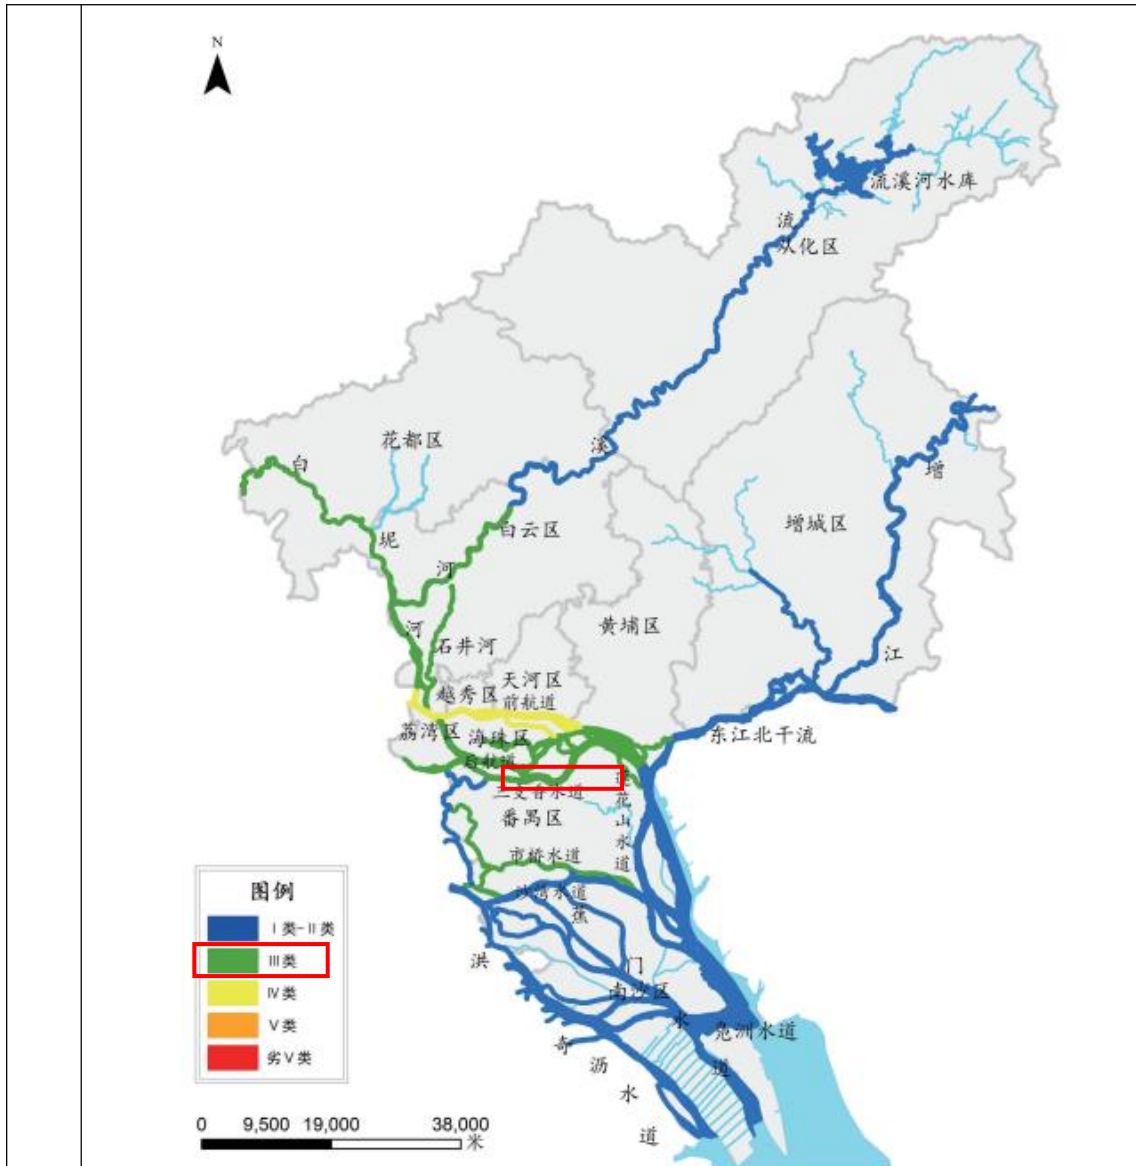 N
流溪河水库
流
从化区
花都区
溪
白
增
增城区
白云区
坭
河
黄埔区
河
石井河
江
天河区
越秀区
前航道
荔湾区
海珠区
东江北干流
后航道
三支香水道
莲花山水道
番禺区
市桥水道
沙湾水道
蕉
洪
门
南沙区
水
凫洲水道
奇
沥
道
水
道
图例
I类-II类
III类
IV类
V类
劣V类
0 9,500 19,000 38,000
米